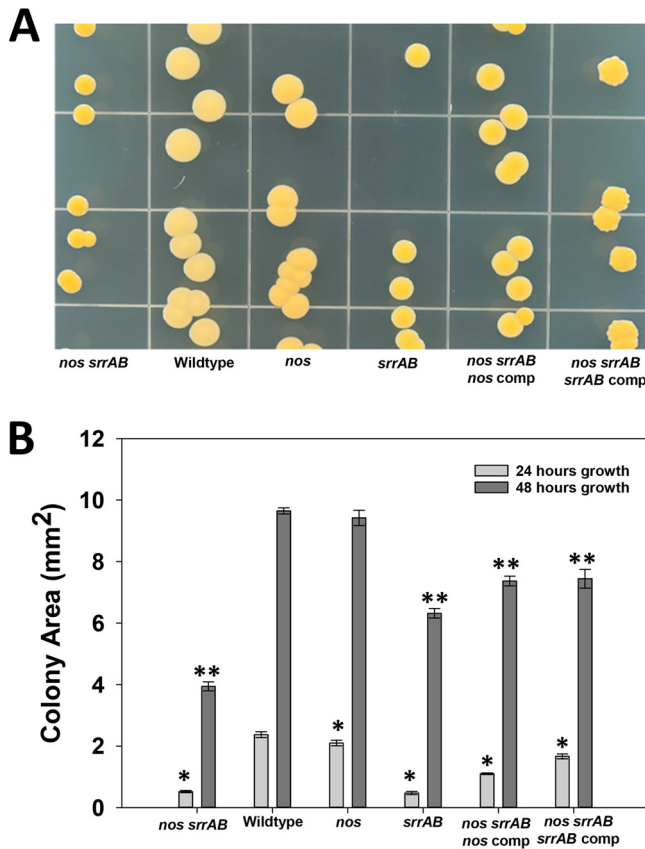 A
nos srrAB
Wildtype
nos
srrAB
nos srrAB
nos comp
nos srrAB
srrAB comp
B
12
10
8
6
4
2
0
Colony Area (mm2)
24 hours growth
48 hours growth
*
**
*
*
**
*
**
*
**
nos srrAB
Wildtype
nos
srrAB
nos srrAB
nos comp
nos srrAB
srrAB comp